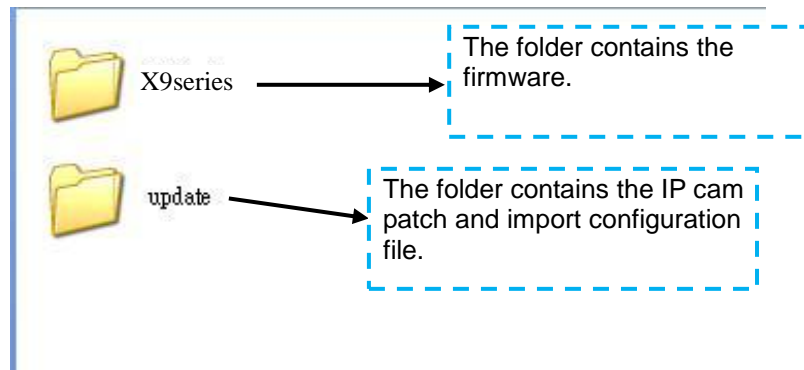 X9series
The folder contains the
firmware.
update
The folder contains the IP cam
patch and import configuration
file.